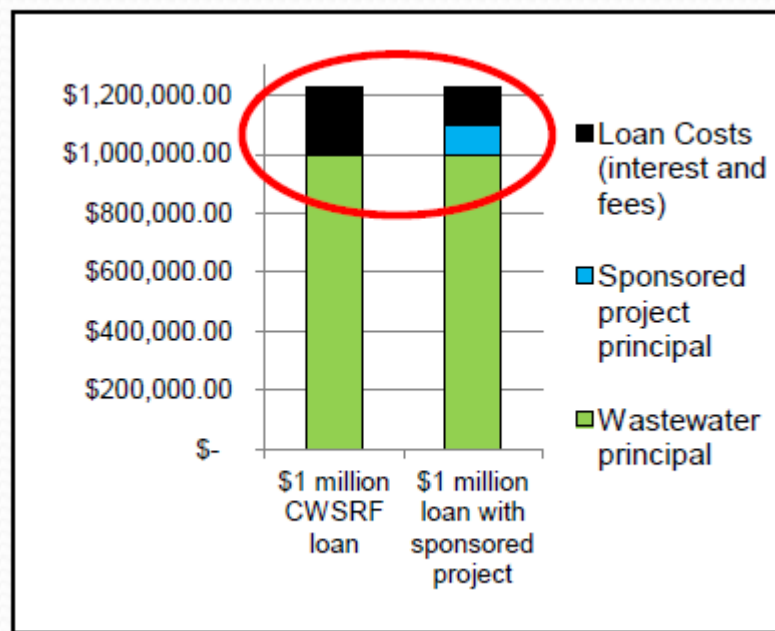 $1,200,000.00
$1,000,000.00
$800,000.00
$600,000.00
$400,000.00
$200,000.00
$-
$1 million
CWSRF
loan
$1 million
loan with
sponsored
project
Loan Costs
(interest and
fees)
Sponsored
project
principal
Wastewater
principal